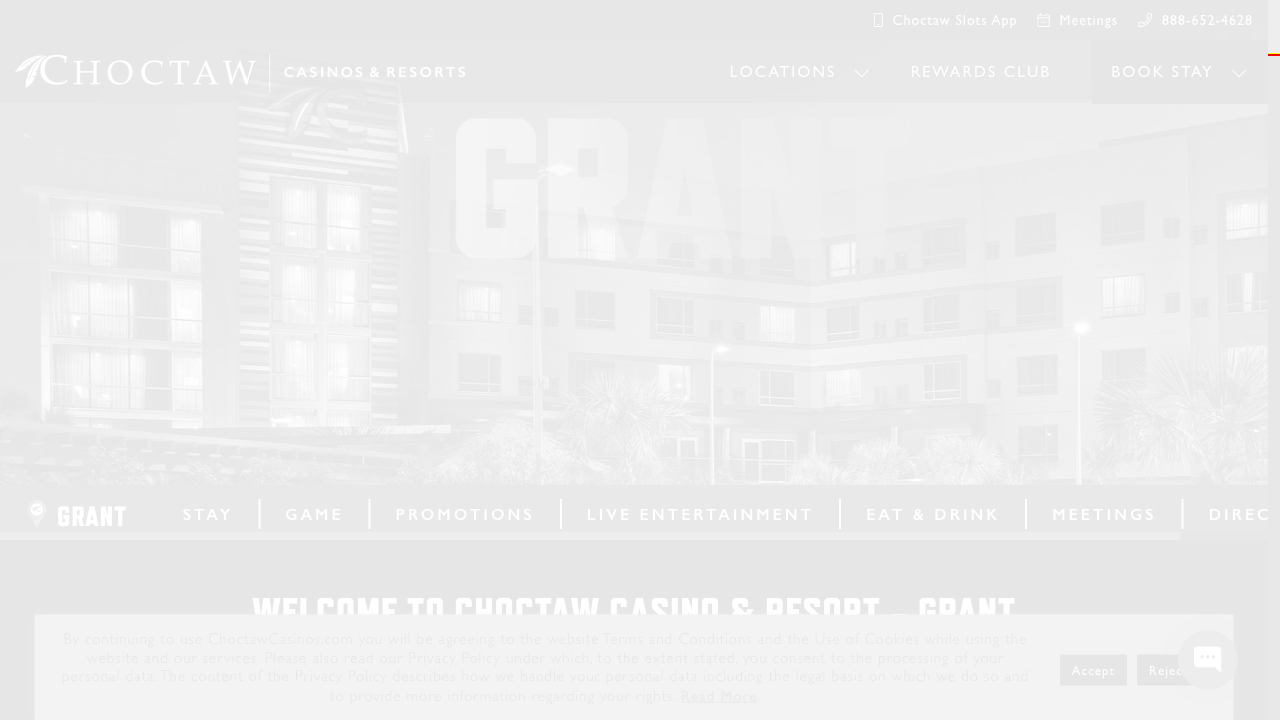 Choctaw Slots App Meetings 888-652-4628
CHOCTAW CASINOS & RESORTS LOCATIONS REWARDS CLUB BOOK STAY
GRANT
GRANT STAY GAME PROMOTIONS LIVE ENTERTAINMENT EAT & DRINK MEETINGS DIREC
WELCOME TO CHOCTAW CASINO & RESORT – GRANT
By continuing to use ChoctawCasinos.com you will be agreeing to the website Terms and Conditions and the Use of Cookies while using the
website and our services. Please also read our Privacy Policy under which, to the extent stated, you consent to the processing of your
personal data. The content of the Privacy Policy describes how we handle your personal data including the legal basis on which we do so and
to provide more information regarding your rights. Read More.
Accept Rejec